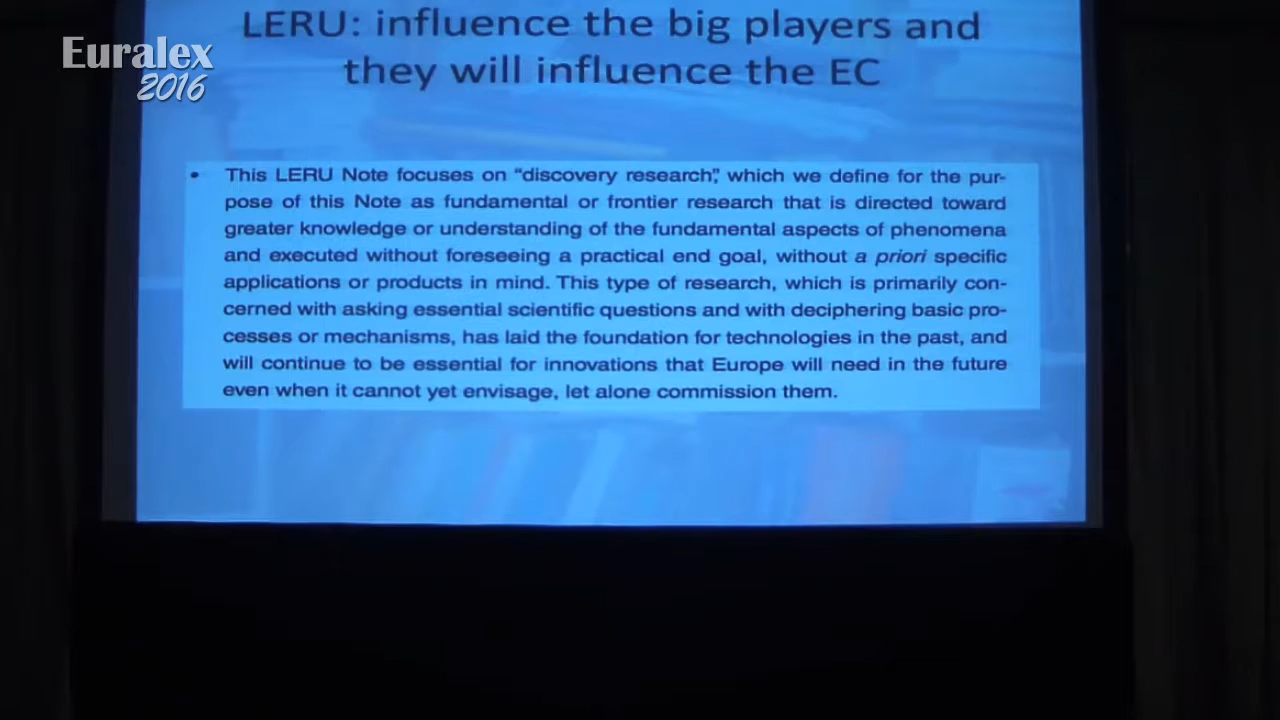 LERU: influence the big players and
they will influence the EC
Euralex
2016
• This LERU Note focuses on “discovery research”, which we define for the pur-
pose of this Note as fundamental or frontier research that is directed toward
greater knowledge or understanding of the fundamental aspects of phenomena
and executed without foreseeing a practical end goal, without a priori specific
applications or products in mind. This type of research, which is primarily con-
cerned with asking essential scientific questions and with deciphering basic pro-
cesses or mechanisms, has laid the foundation for technologies in the past, and
will continue to be essential for innovations that Europe will need in the future
even when it cannot yet envisage, let alone commission them.